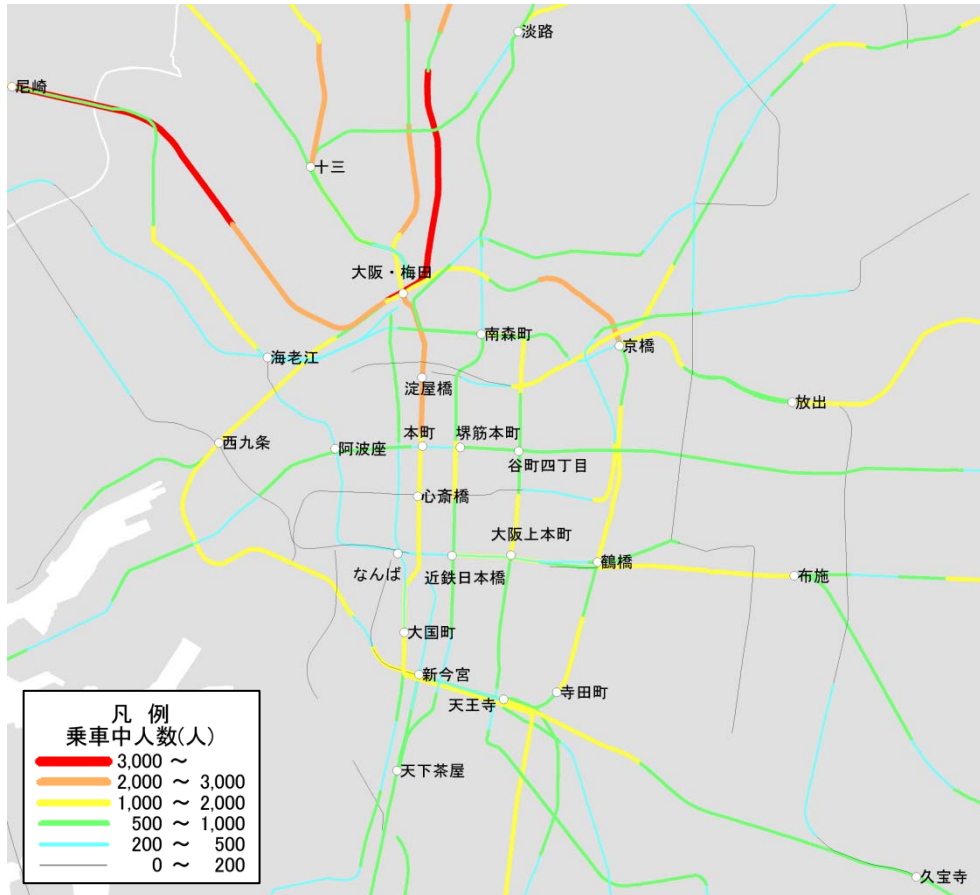 淡路
尼崎
十三
大阪・梅田
南森町
京橋
海老江
淀屋橋
放出
本町
堺筋本町
西九条
阿波座
谷町四丁目
心斎橋
大阪上本町
なんば
近鉄日本橋
鶴橋
布施
大国町
新今宮
天王寺
寺田町
天下茶屋
久宝寺
凡 例
乗車中人数(人)
3,000 ～
2,000 ～ 3,000
1,000 ～ 2,000
500 ～ 1,000
200 ～ 500
0 ～ 200